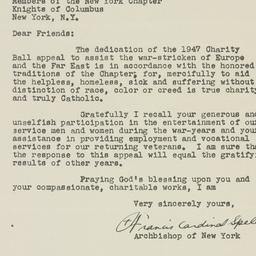 Members of the New York Chapter
Knights of Columbus
New York, N.Y.
Dear Friends:
The dedication of the 1947 Charity
Ball appeal to assist the war-stricken of Europe
and the Far East is in accordance with the honored
traditions of the Chapter; for, mercifully to aid
the helpless, homeless, sick and suffering without
distinction of race, color or creed is true charity
and truly Catholic.
Gratefully I recall your generous and
unselfish participation in the entertainment of our
service men and women during the war-years and your
assistance in providing employment and vocational
services for our returning veterans. I am sure that
the response to this appeal will equal the gratifyi
results of other years.
Praying God's blessing upon you and
your compassionate, charitable works, I am
Very sincerely yours,
Francis Cardinal Spel
Archbishop of New York